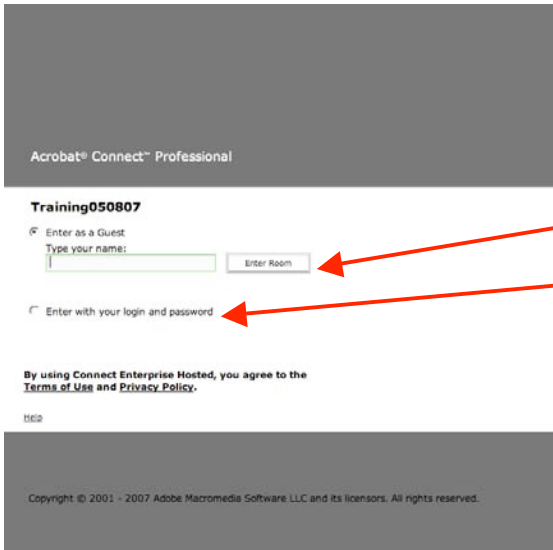 Acrobat® Connect™ Professional
Training050807
Enter as a Guest
Type your name:
Enter Room
Enter with your login and password
By using Connect Enterprise Hosted, you agree to the
Terms of Use and Privacy Policy.
Help
Copyright © 2001 - 2007 Adobe Macromedia Software LLC and its licensors. All rights reserved.